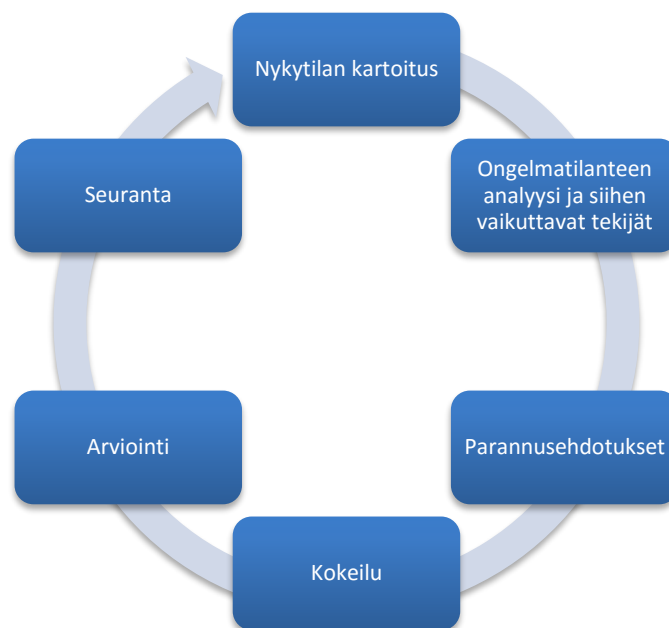 Nykytilan kartoitus
Ongelmatilanteen
analyysi ja siihen
vaikuttavat tekijät
Parannusehdotukset
Kokeilu
Arviointi
Seuranta